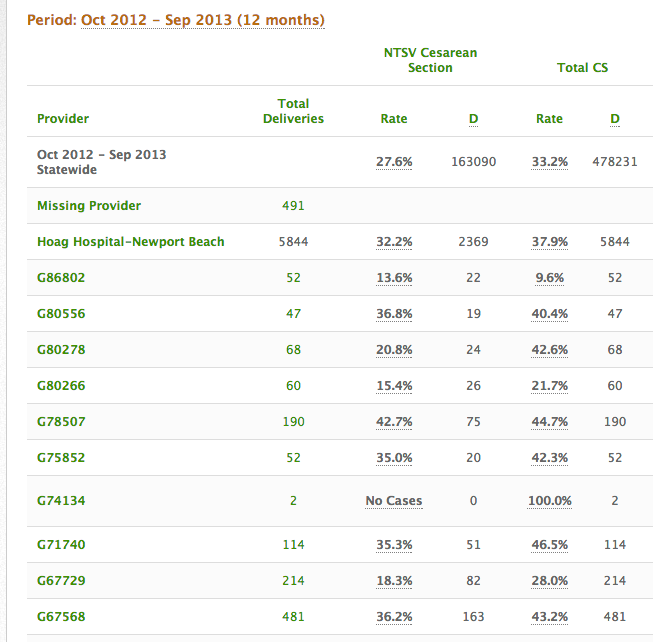 Period: Oct 2012 – Sep 2013 (12 months)
NTSV Cesarean
Section
Total CS
Total
Provider Deliveries Rate D Rate D
Oct 2012 – Sep 2013
Statewide 27.6% 163090 33.2% 478231
Missing Provider 491
Hoag Hospital-Newport Beach 5844 32.2% 2369 37.9% 5844
G86802 52 13.6% 22 9.6% 52
G80556 47 36.8% 19 40.4% 47
G80278 68 20.8% 24 42.6% 68
G80266 60 15.4% 26 21.7% 60
G78507 190 42.7% 75 44.7% 190
G75852 52 35.0% 20 42.3% 52
G74134 2 No Cases 0 100.0% 2
G71740 114 35.3% 51 46.5% 114
G67729 214 18.3% 82 28.0% 214
G67568 481 36.2% 163 43.2% 481